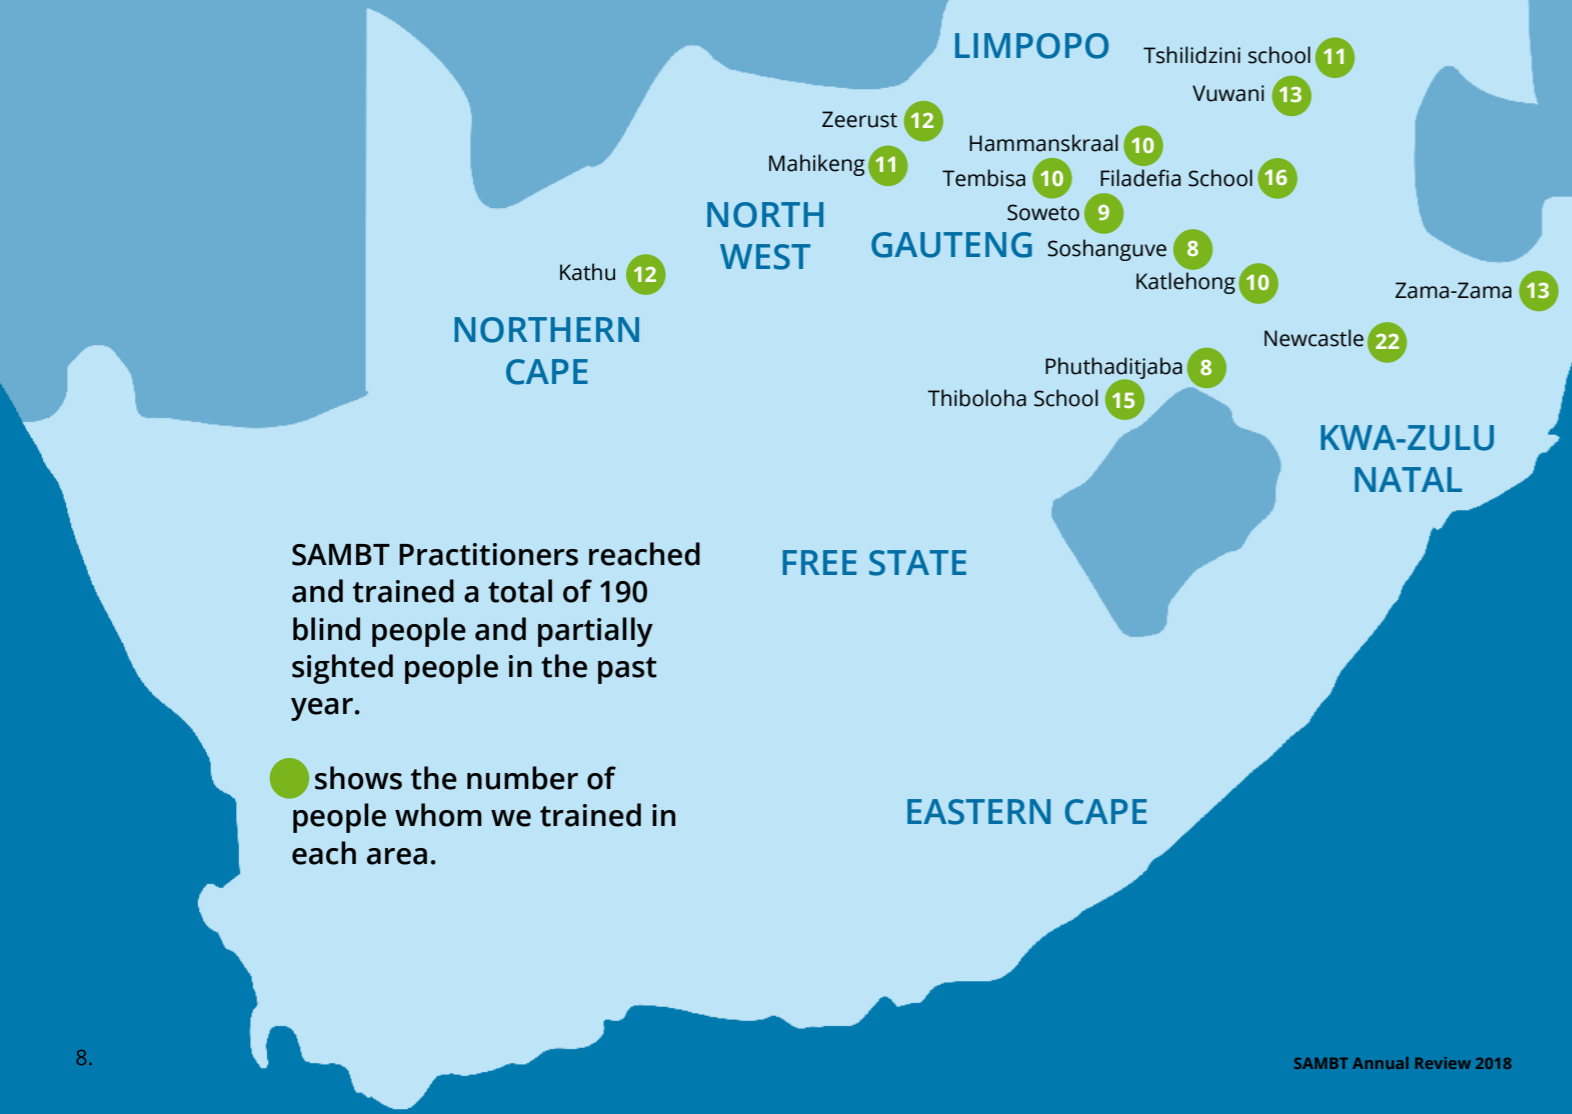 LIMPOPO
Tshilidzini school 11
Vuwani 13
Zeerust 12
Hammanskraal 10
Mahikeng 11
Tembisa 10
Filadefia School 16
NORTH
WEST
Soweto 9
GAUTENG
Soshanguve 8
Kathu 12
Katlehong 10
Zama-Zama 13
NORTHERN
CAPE
Newcastle 22
Phuthaditjaba 8
Thiboloha School 15
KWA-ZULU
NATAL
SAMBT Practitioners reached
and trained a total of 190
blind people and partially
sighted people in the past
year.
FREE STATE
shows the number of
people whom we trained in
each area.
EASTERN CAPE
8.
SAMBT Annual Review 2018